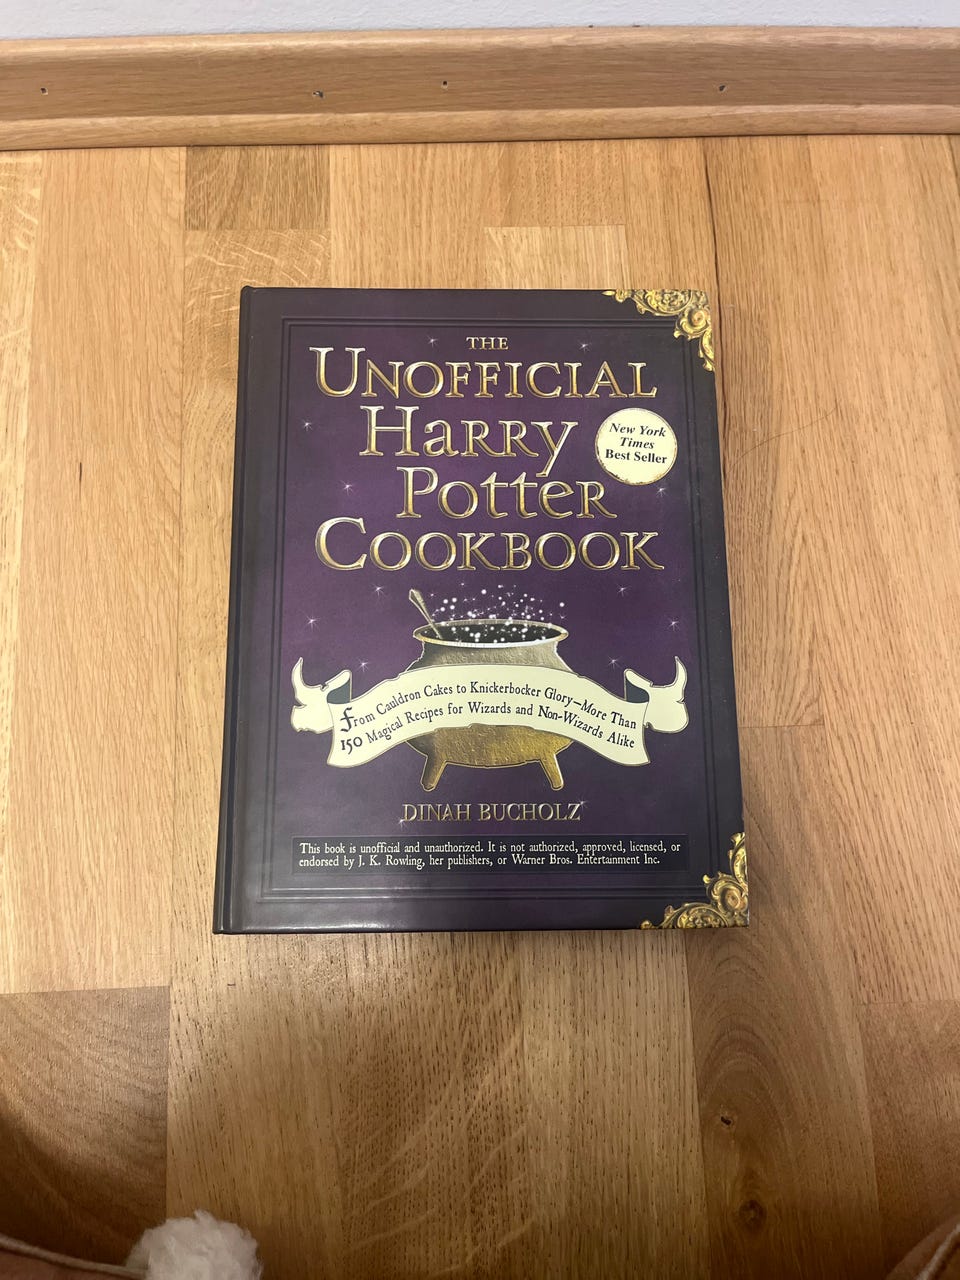 THE
UNOFFICIAL
Harry
Potter
COOKBOOK
New York
Times
Best Seller
From Cauldron Cakes to Knickerbocker Glory—More Than
150 Magical Recipes for Wizards and Non-Wizards Alike
DINAH BUCHOLZ
This book is unofficial and unauthorized. It is not authorized, approved, licensed, or
endorsed by J. K. Rowling, her publishers, or Warner Bros. Entertainment Inc.